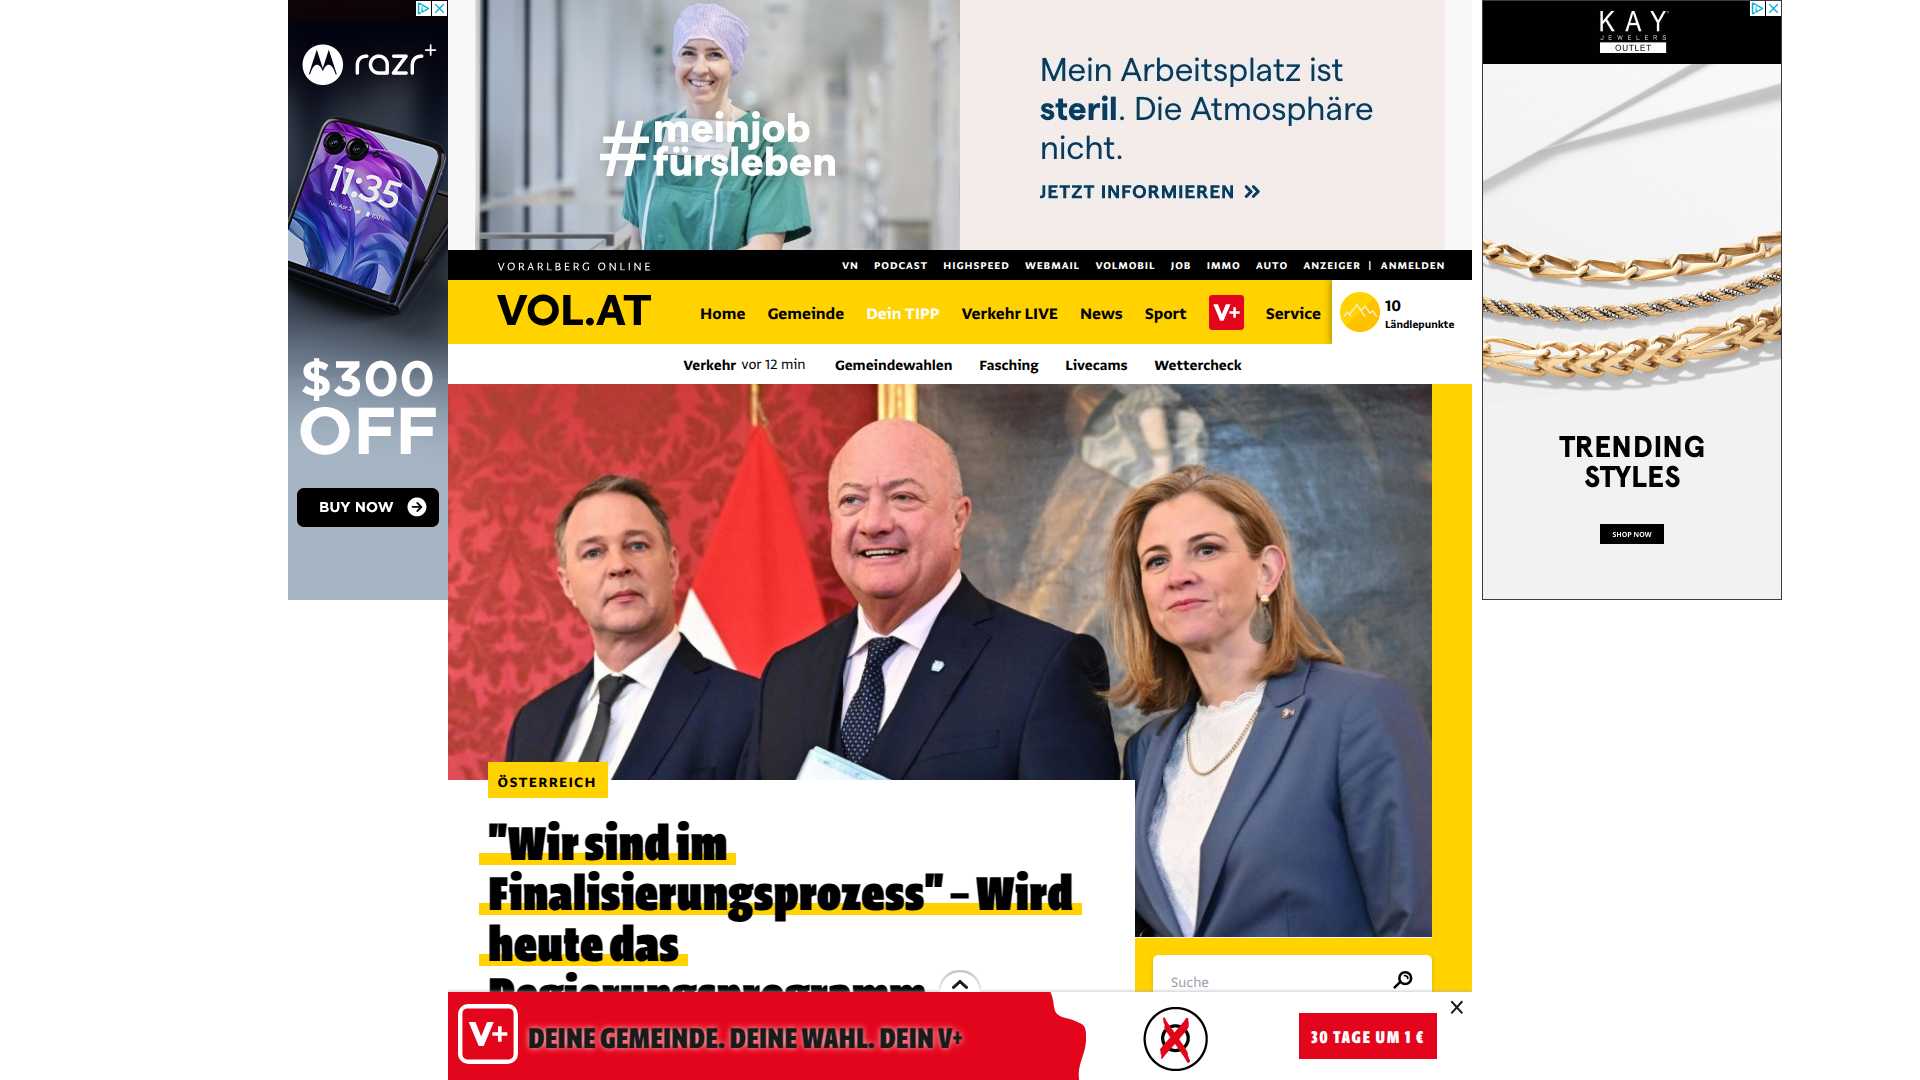 razr+
11:35
$300
OFF
BUY NOW
#meinjob
fürsleben
Mein Arbeitsplatz ist
steril. Die Atmosphäre
nicht.
JETZT INFORMIEREN
KAY
JEWELERS
OUTLET
TRENDING
STYLES
SHOP NOW
VORARLBERG ONLINE
VN PODCAST HIGHSPEED WEBMAIL VOLMOBIL JOB IMMO AUTO ANZEIGER | ANMELDEN
VOL.AT
Home Gemeinde Dein TIPP Verkehr LIVE News Sport V+ Service
10
Ländlepunkte
Verkehr vor 12 min Gemeindewahlen Fasching Livecams Wettercheck
ÖSTERREICH
"Wir sind im
Finalisierungsprozess" – Wird
heute das
Regierungsprogramm
Suche
V+ DEINE GEMEINDE. DEINE WAHL. DEIN V+
30 TAGE UM 1 €